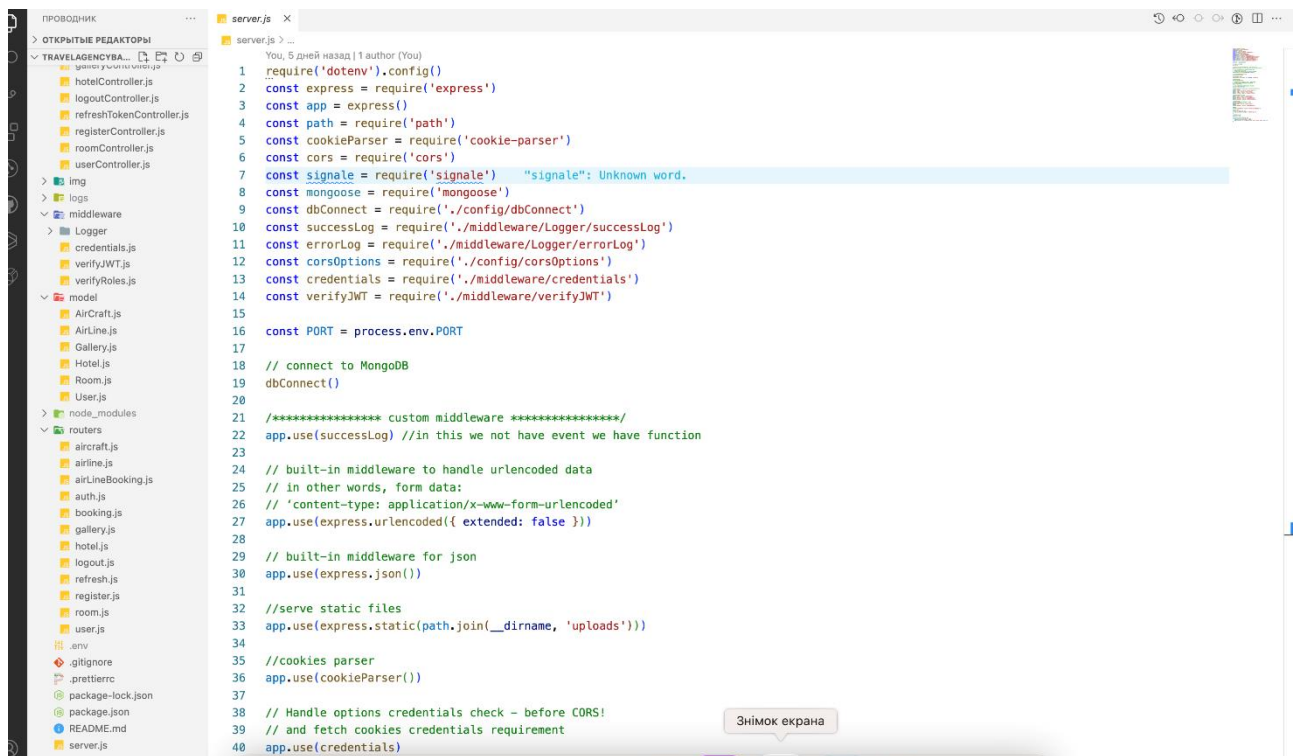 ПРОВОДНИК ...
ОТКРЫТЫЕ РЕДАКТОРЫ
TRAVELAGENCYBA...
galleryController.js
hotelController.js
logoutController.js
refreshTokenController.js
registerController.js
roomController.js
userController.js
img
logs
middleware
Logger
credentials.js
verifyJWT.js
verifyRoles.js
model
AirCraft.js
AirLine.js
Gallery.js
Hotel.js
Room.js
User.js
node_modules
routers
aircraft.js
airline.js
airLineBooking.js
auth.js
booking.js
gallery.js
hotel.js
logout.js
refresh.js
register.js
room.js
user.js
.env
.gitignore
.prettierrc
package-lock.json
package.json
README.md
server.js
server.js
server.js > ...
You, 5 дней назад | 1 author (You)
1 require('dotenv').config()
2 const express = require('express')
3 const app = express()
4 const path = require('path')
5 const cookieParser = require('cookie-parser')
6 const cors = require('cors')
7 const signale = require('signale') "signale": Unknown word.
8 const mongoose = require('mongoose')
9 const dbConnect = require('./config/dbConnect')
10 const successLog = require('./middleware/Logger/successLog')
11 const errorLog = require('./middleware/Logger/errorLog')
12 const corsOptions = require('./config/corsOptions')
13 const credentials = require('./middleware/credentials')
14 const verifyJWT = require('./middleware/verifyJWT')
15
16 const PORT = process.env.PORT
17
18 // connect to MongoDB
19 dbConnect()
20
21 /**************** custom middleware ****************/
22 app.use(successLog) //in this we not have event we have function
23
24 // built-in middleware to handle urlencoded data
25 // in other words, form data:
26 // ‘content-type: application/x-www-form-urlencoded’
27 app.use(express.urlencoded({ extended: false }))
28
29 // built-in middleware for json
30 app.use(express.json())
31
32 //serve static files
33 app.use(express.static(path.join(__dirname, 'uploads')))
34
35 //cookies parser
36 app.use(cookieParser())
37
38 // Handle options credentials check - before CORS!
39 // and fetch cookies credentials requirement
40 app.use(credentials)
Знімок екрана